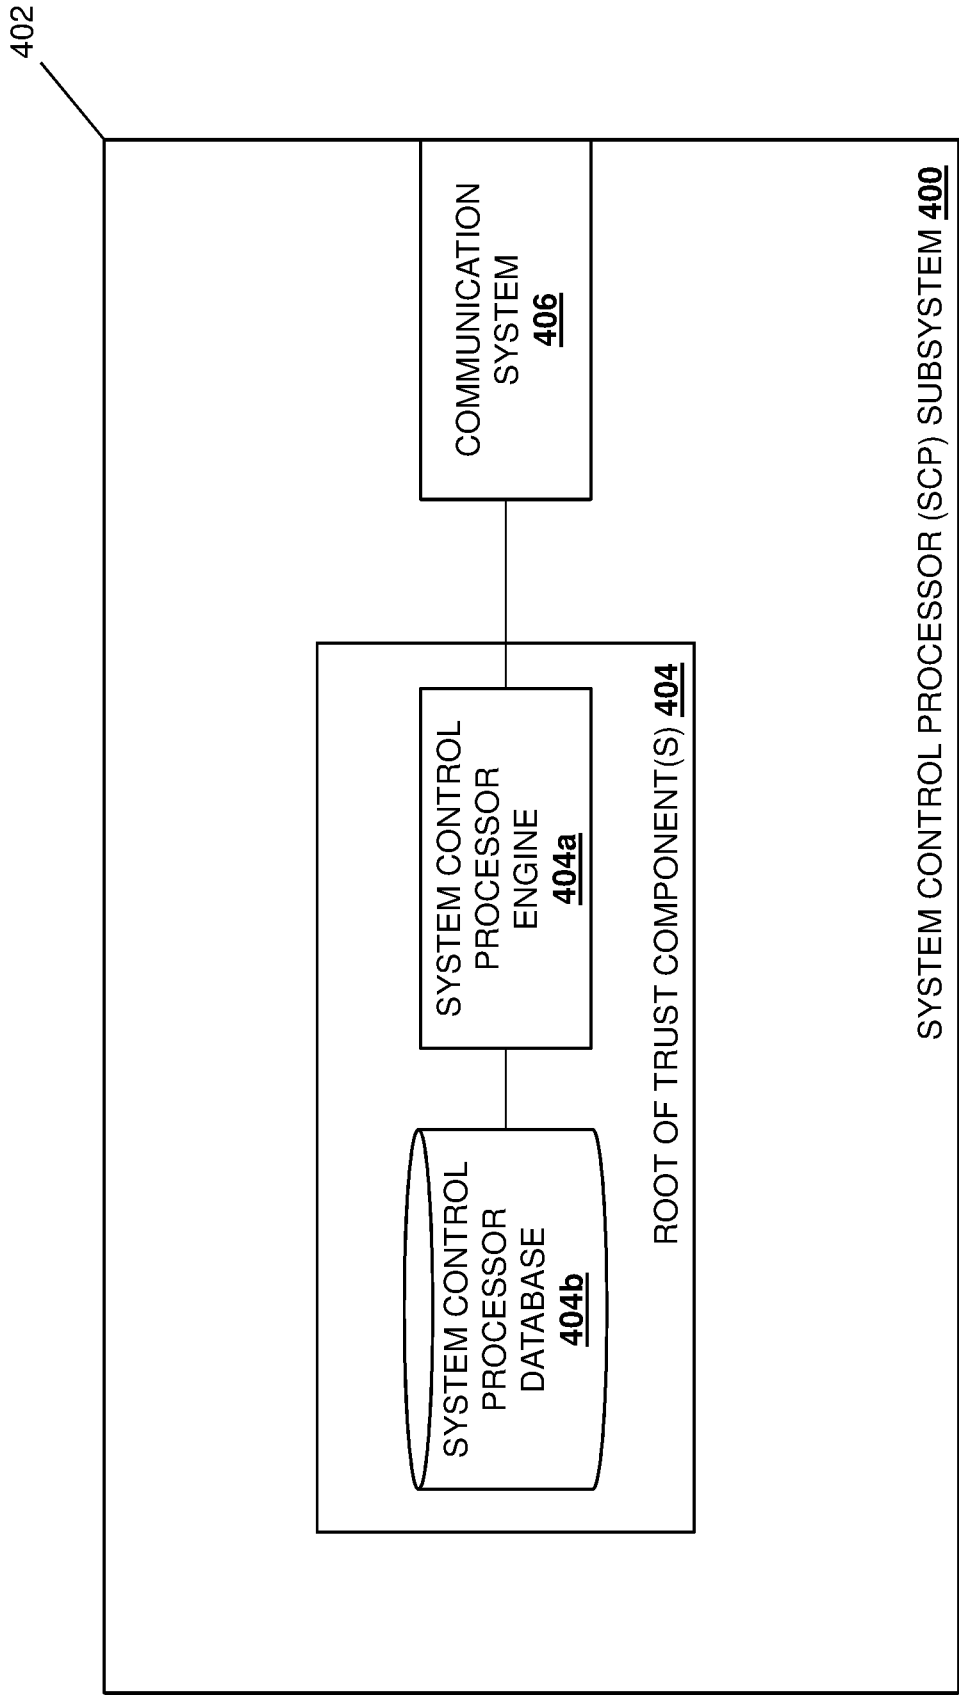 402
SYSTEM CONTROL
PROCESSOR
DATABASE
404b
SYSTEM CONTROL
PROCESSOR
ENGINE
404a
COMMUNICATION
SYSTEM
406
ROOT OF TRUST COMPONENT(S) 404
SYSTEM CONTROL PROCESSOR (SCP) SUBSYSTEM 400